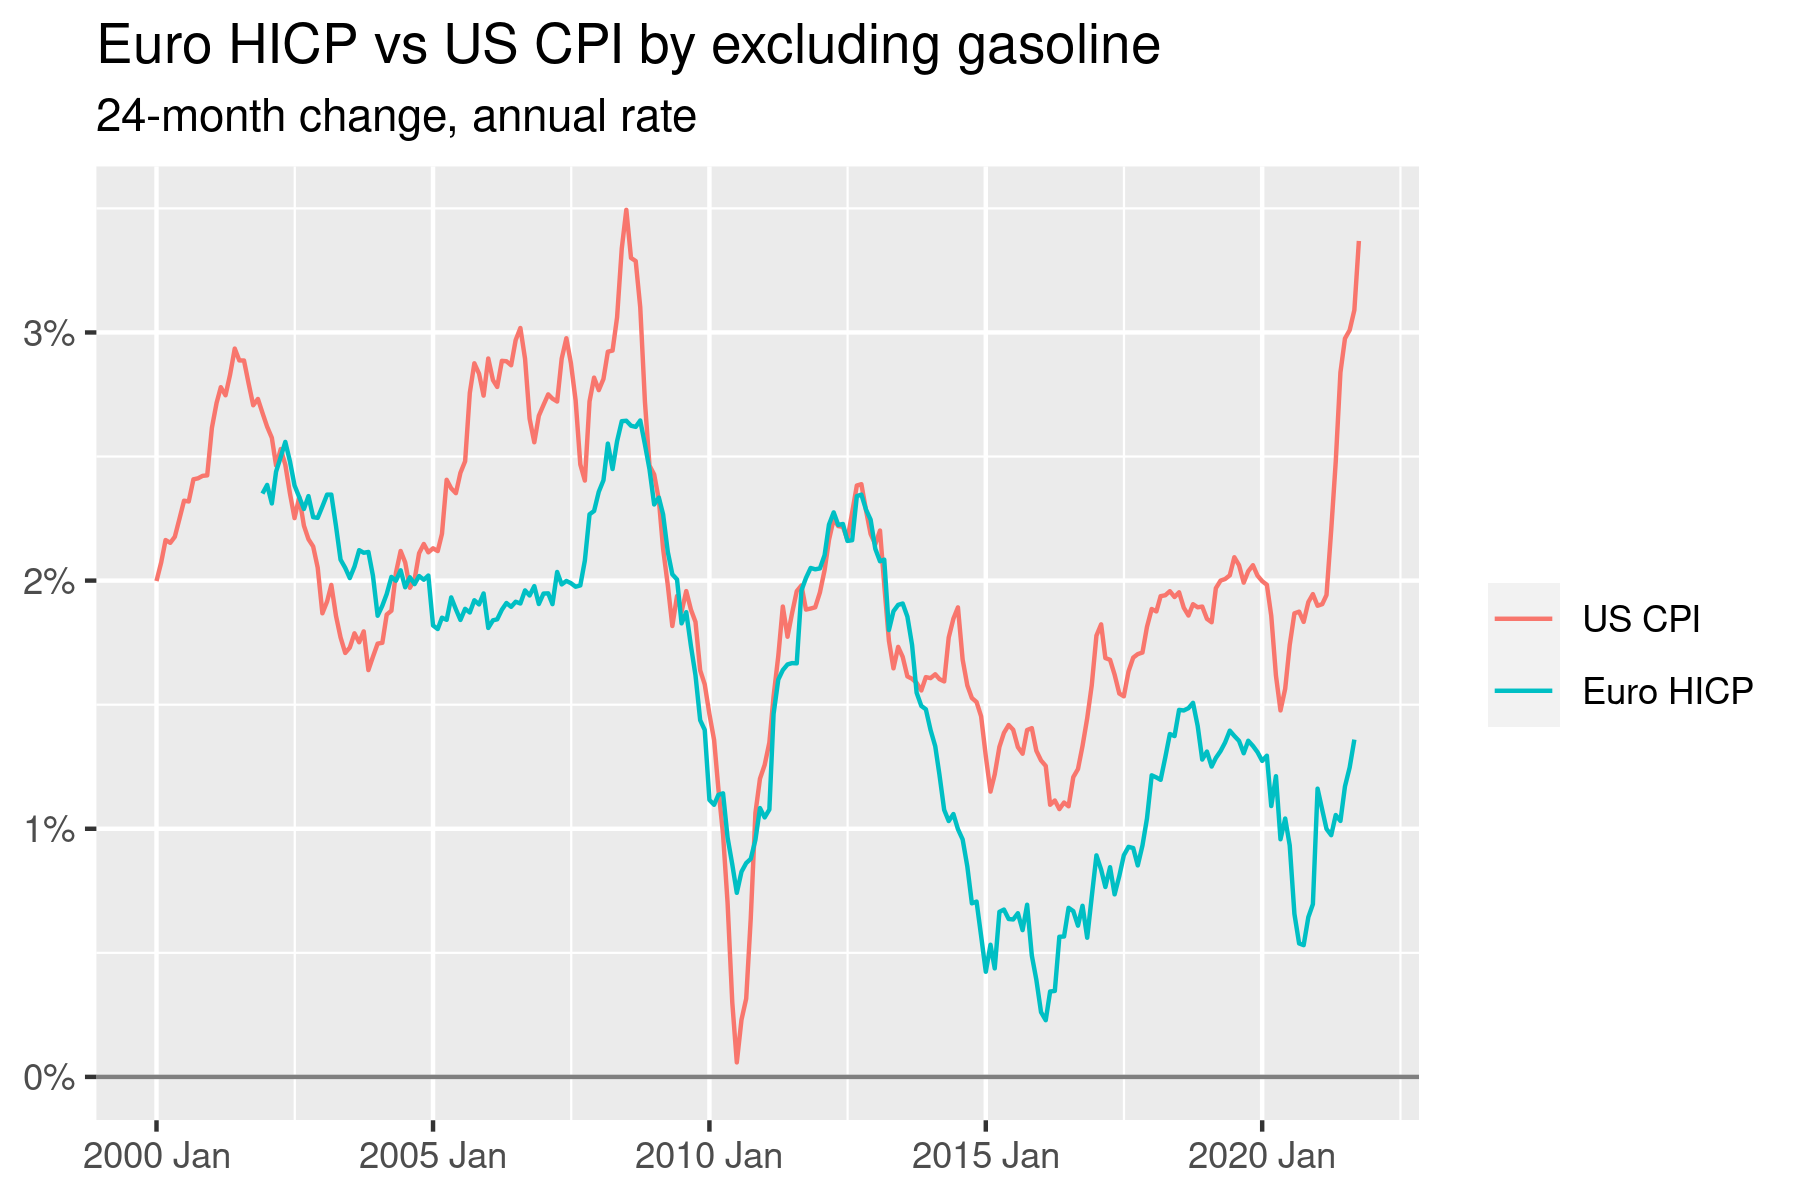 Euro HICP vs US CPI by excluding gasoline
24-month change, annual rate
3%
2%
1%
0%
2000 Jan
2005 Jan
2010 Jan
2015 Jan
2020 Jan
US CPI
Euro HICP